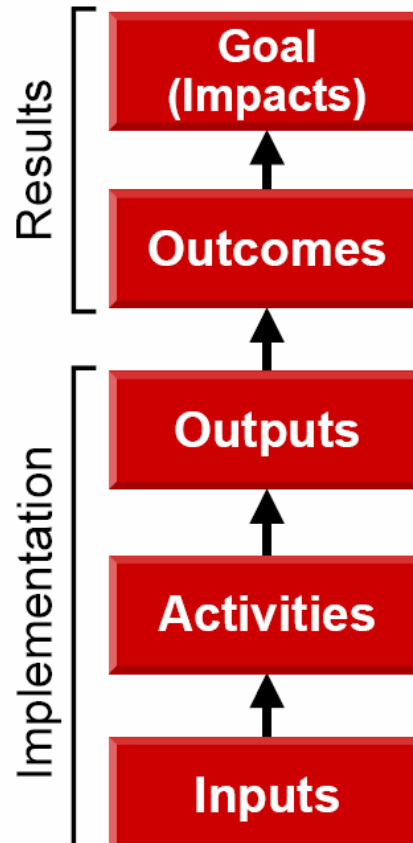 Results
Goal
(Impacts)
Outcomes
Implementation
Outputs
Activities
Inputs